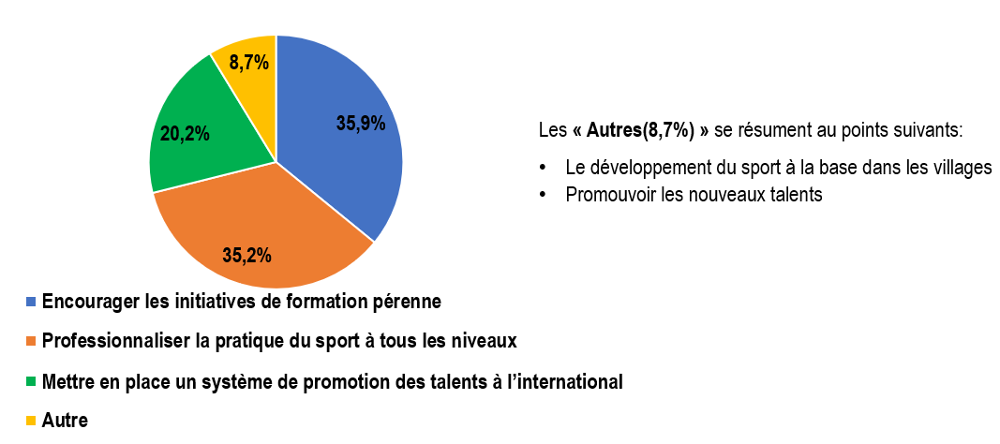 8,7%
35,9%
20,2%
35,2%
Les « Autres(8,7%) » se résument au points suivants:
• Le développement du sport à la base dans les villages
• Promouvoir les nouveaux talents
Encourager les initiatives de formation pérenne
Professionnaliser la pratique du sport à tous les niveaux
Mettre en place un système de promotion des talents à l’international
Autre